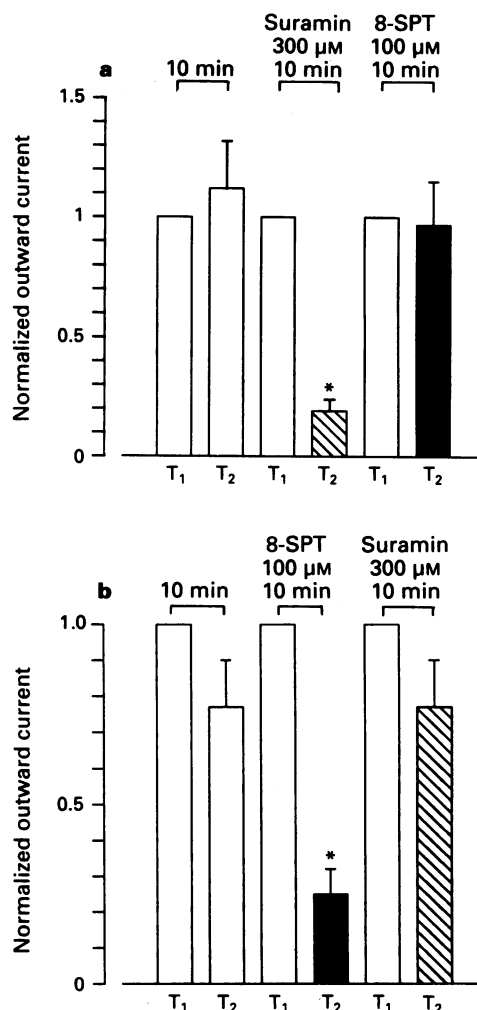 Suramin 8-SPT
300 μM 100 μM
a 10 min 10 min 10 min
1.5
1
0.5
0
Normalized outward current
T₁ T₂ T₁ T₂ T₁ T₂
*
8-SPT Suramin
100 μM 300 μM
b 10 min 10 min 10 min
1.0
0.5
0
Normalized outward current
T₁ T₂ T₁ T₂ T₁ T₂
*